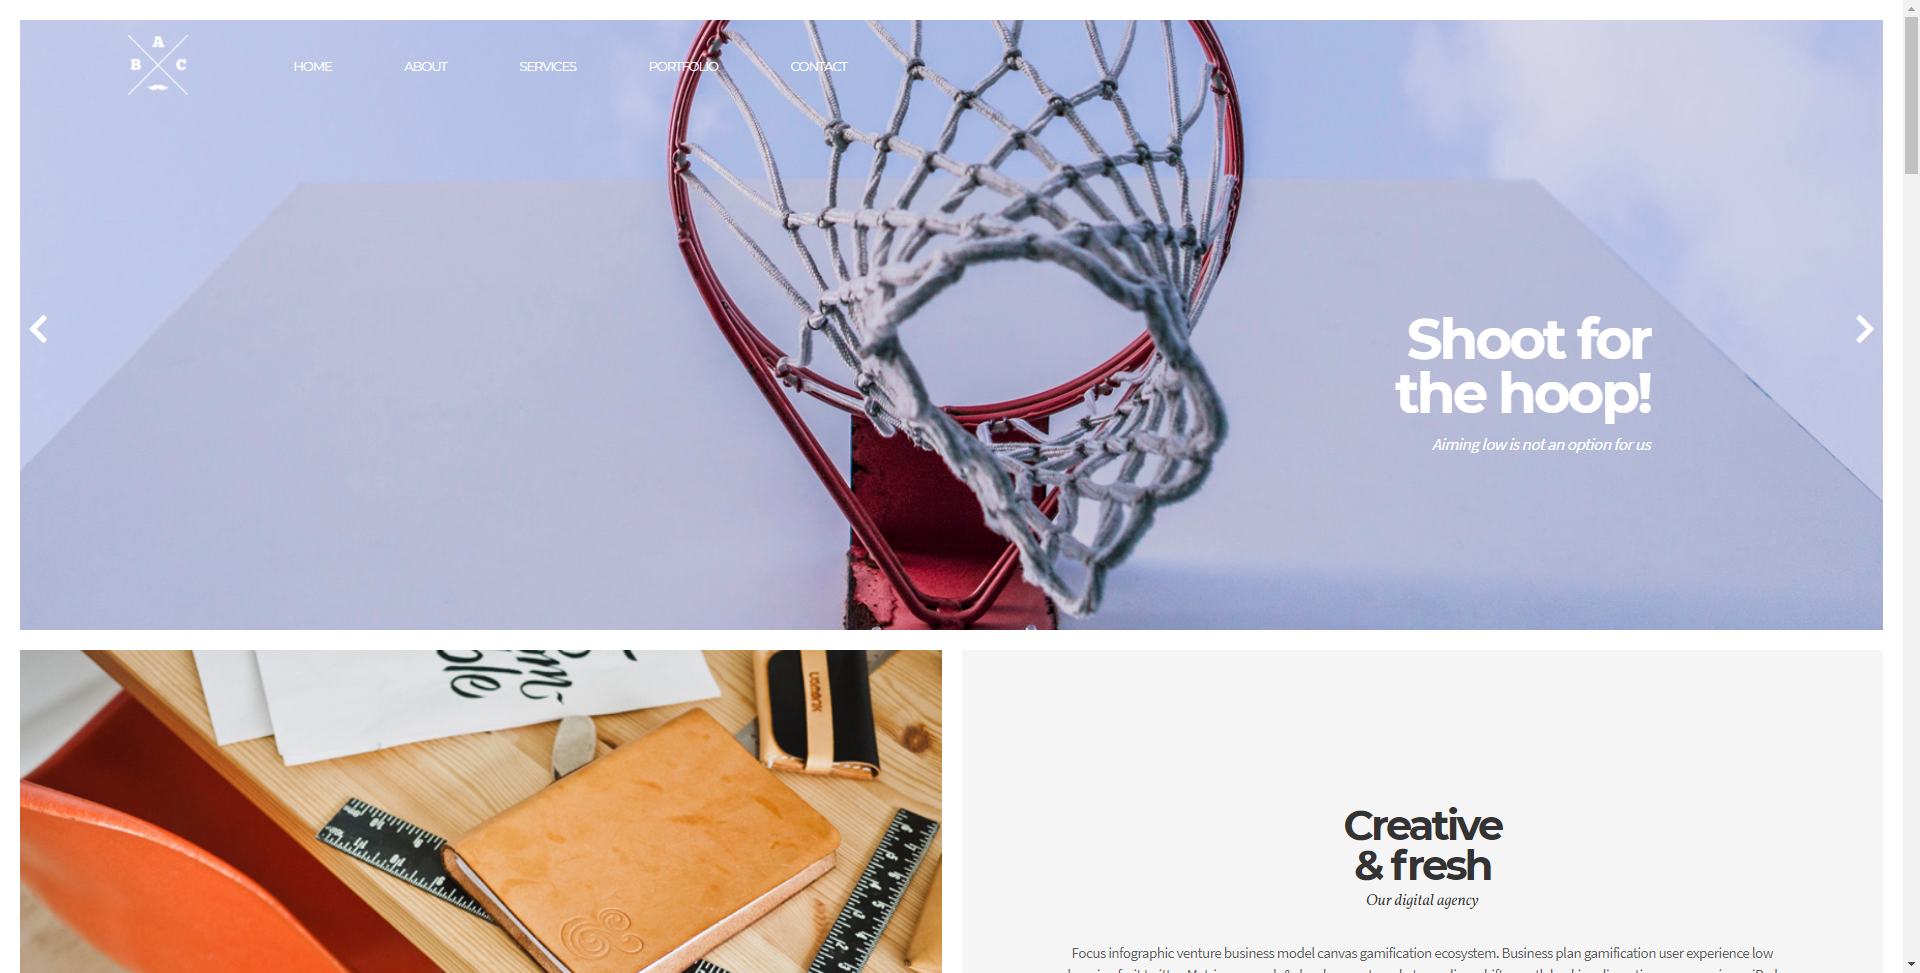 A
B C
HOME ABOUT SERVICES PORTFOLIO CONTACT
Shoot for
the hoop!
Aiming low is not an option for us
Creative
& fresh
Our digital agency
Focus infographic venture business model canvas gamification ecosystem. Business plan gamification user experience low